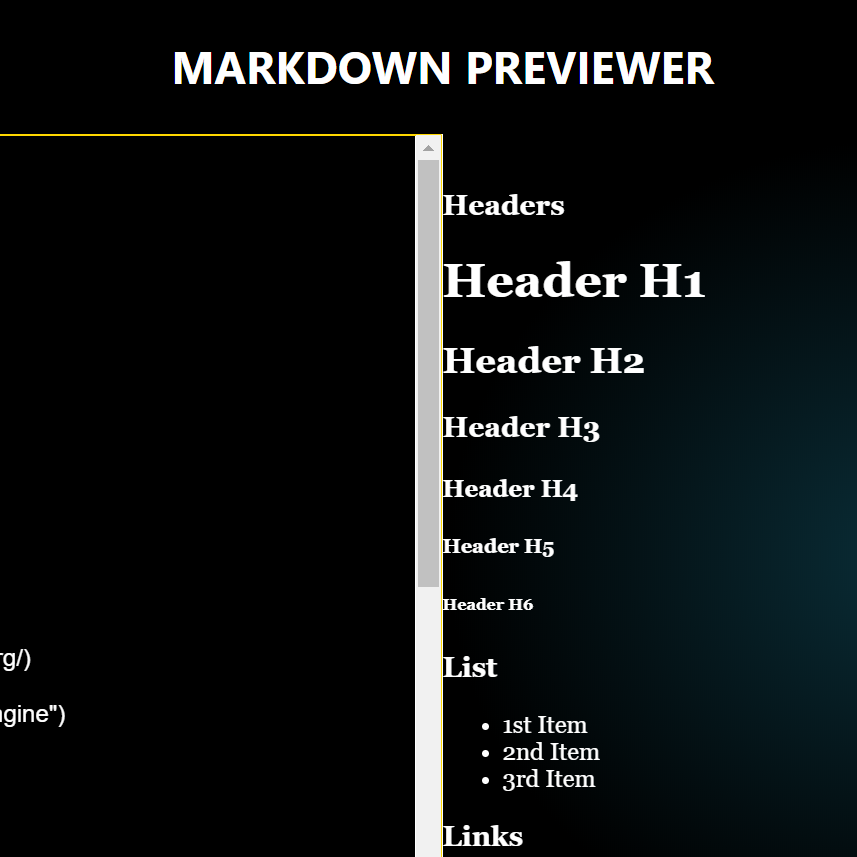 MARKDOWN PREVIEWER
Headers
Header H1
Header H2
Header H3
Header H4
Header H5
Header H6
rg/)
List
ngine")
1st Item
2nd Item
3rd Item
Links